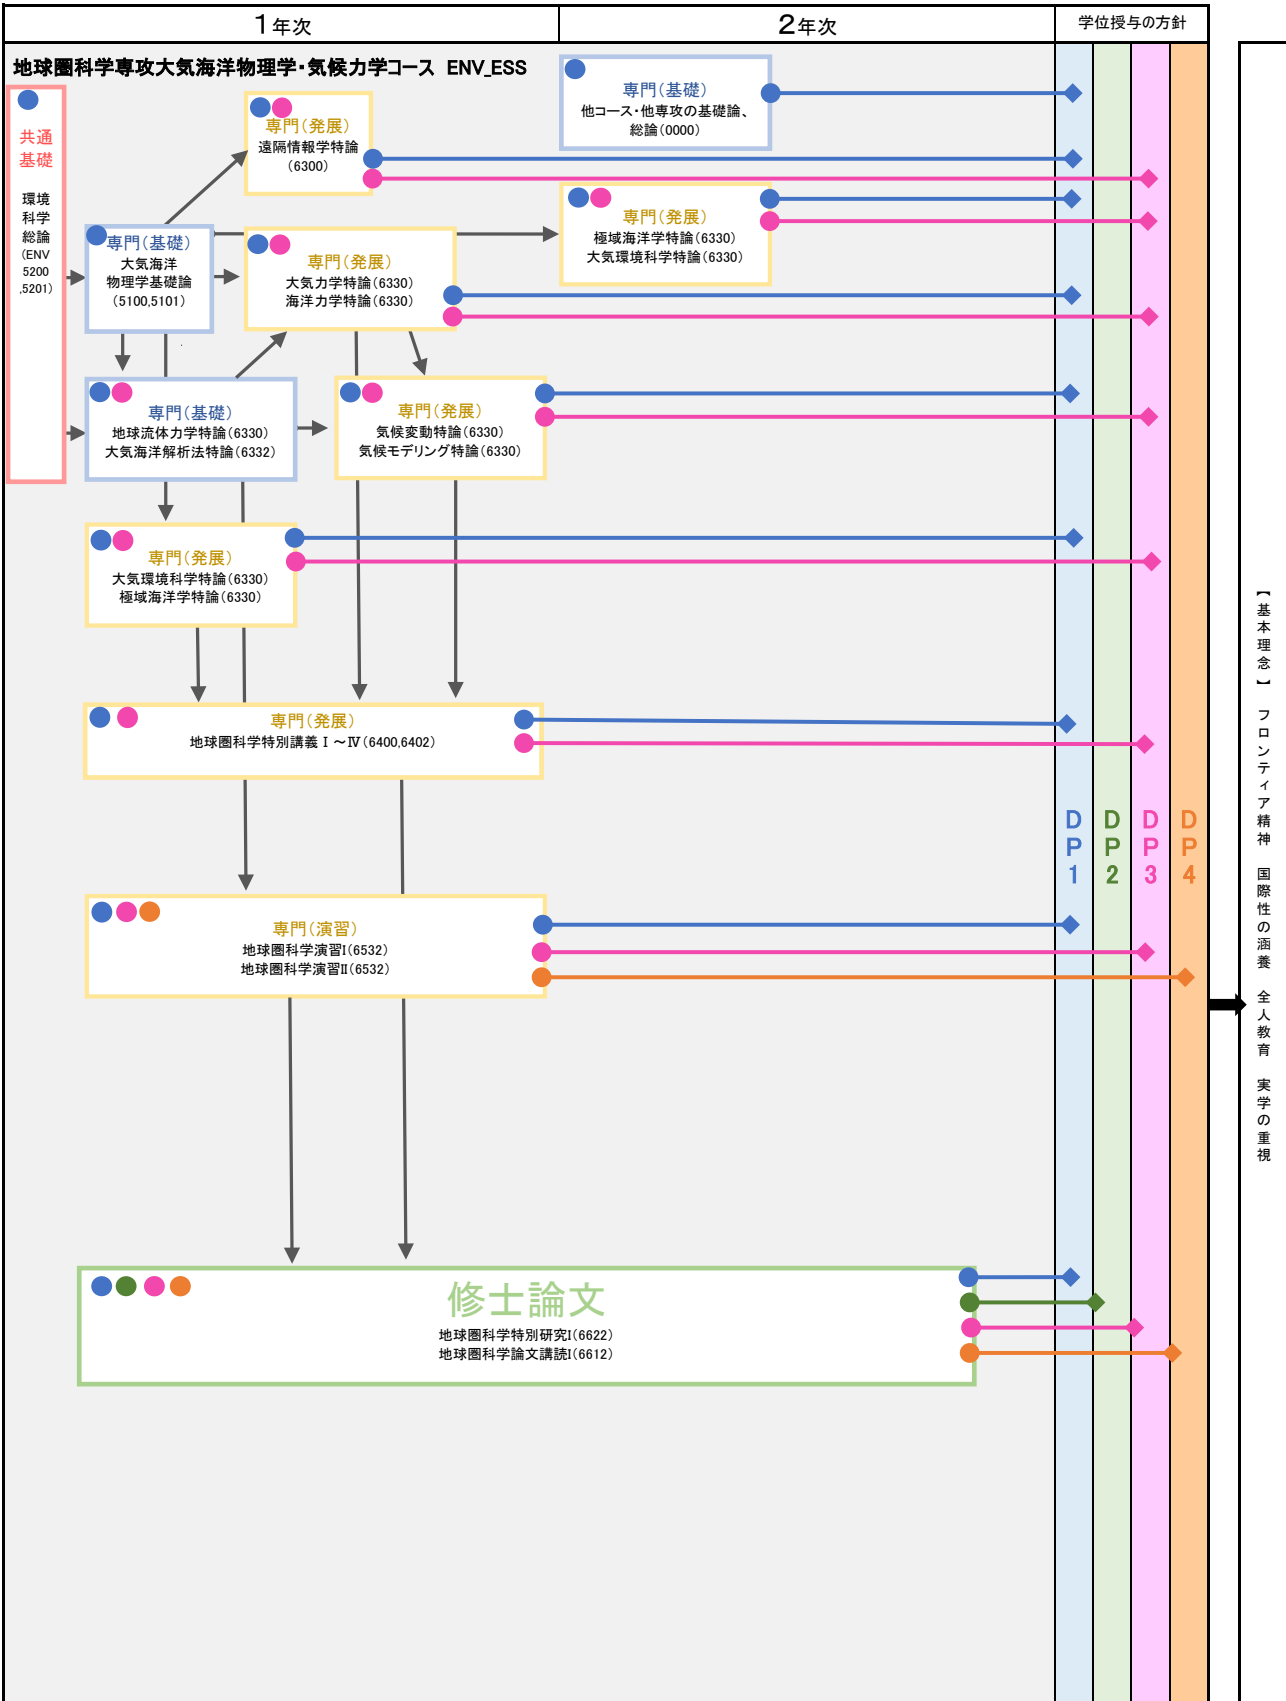 1年次
2年次
学位授与の方針
地球圏科学専攻大気海洋物理学・気候力学コース ENV_ESS
共通
基礎
環境
科学
総論
(ENV
5200
,5201)
専門(発展)
遠隔情報学特論
(6300)
専門(基礎)
他コース・他専攻の基礎論、
総論(0000)
専門(基礎)
大気海洋
物理学基礎論
(5100,5101)
専門(発展)
大気力学特論(6330)
海洋力学特論(6330)
専門(発展)
極域海洋学特論(6330)
大気環境科学特論(6330)
専門(基礎)
地球流体力学特論(6330)
大気海洋解析法特論(6332)
専門(発展)
気候変動特論(6330)
気候モデリング特論(6330)
専門(発展)
大気環境科学特論(6330)
極域海洋学特論(6330)
専門(発展)
地球圏科学特別講義Ⅰ～Ⅳ(6400,6402)
専門(演習)
地球圏科学演習I(6532)
地球圏科学演習II(6532)
修士論文
地球圏科学特別研究I(6622)
地球圏科学論文講読I(6612)
DP1
DP2
DP3
DP4
【基本理念】 フロンティア精神 国際性の涵養 全人教育 実学の重視